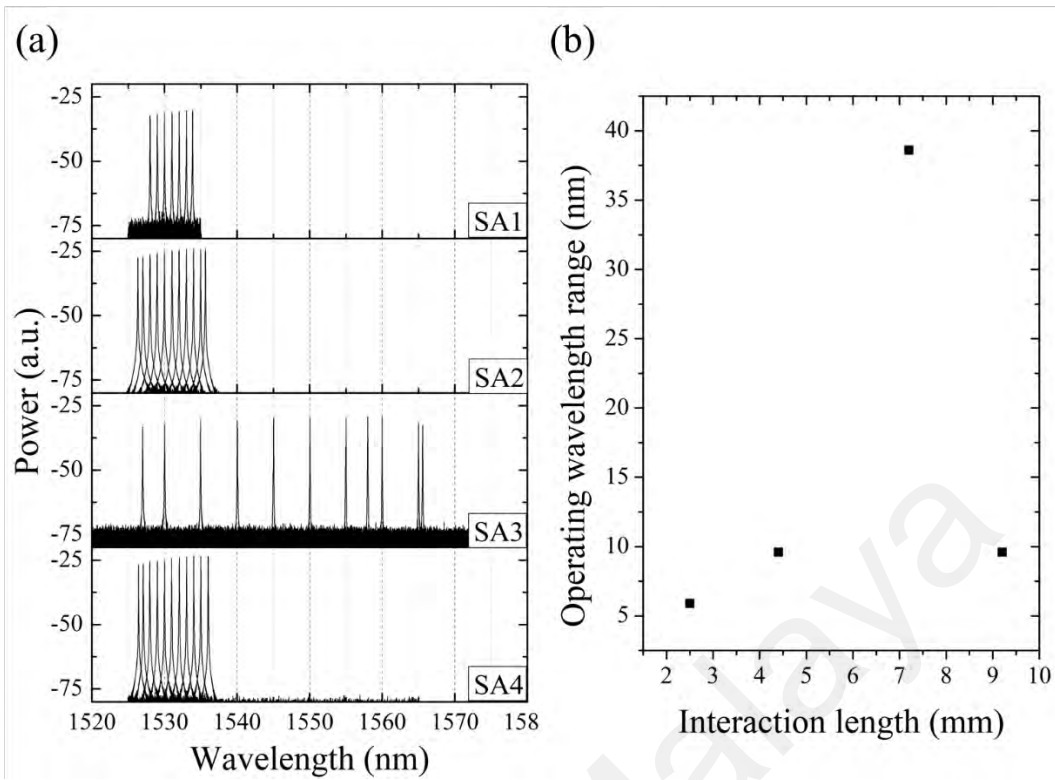 (a)
(b)
Power (a.u.)
-25
-50
-75
SA1
-25
-50
-75
SA2
-25
-50
-75
SA3
-25
-50
-75
SA4
1520 1530 1540 1550 1560 1570 158
Wavelength (nm)
Operating wavelength range (nm)
40
35
30
25
20
15
10
5
2 3 4 5 6 7 8 9 10
Interaction length (mm)
Malaya